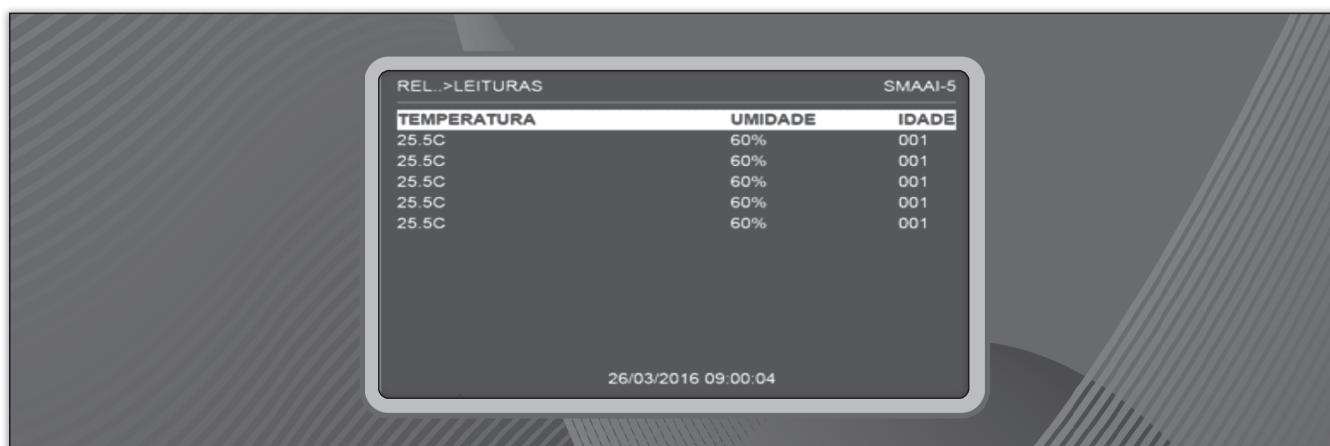 REL..>LEITURAS SMAAI-5
TEMPERATURA UMIDADE IDADE
25.5C 60% 001
25.5C 60% 001
25.5C 60% 001
25.5C 60% 001
25.5C 60% 001
26/03/2016 09:00:04